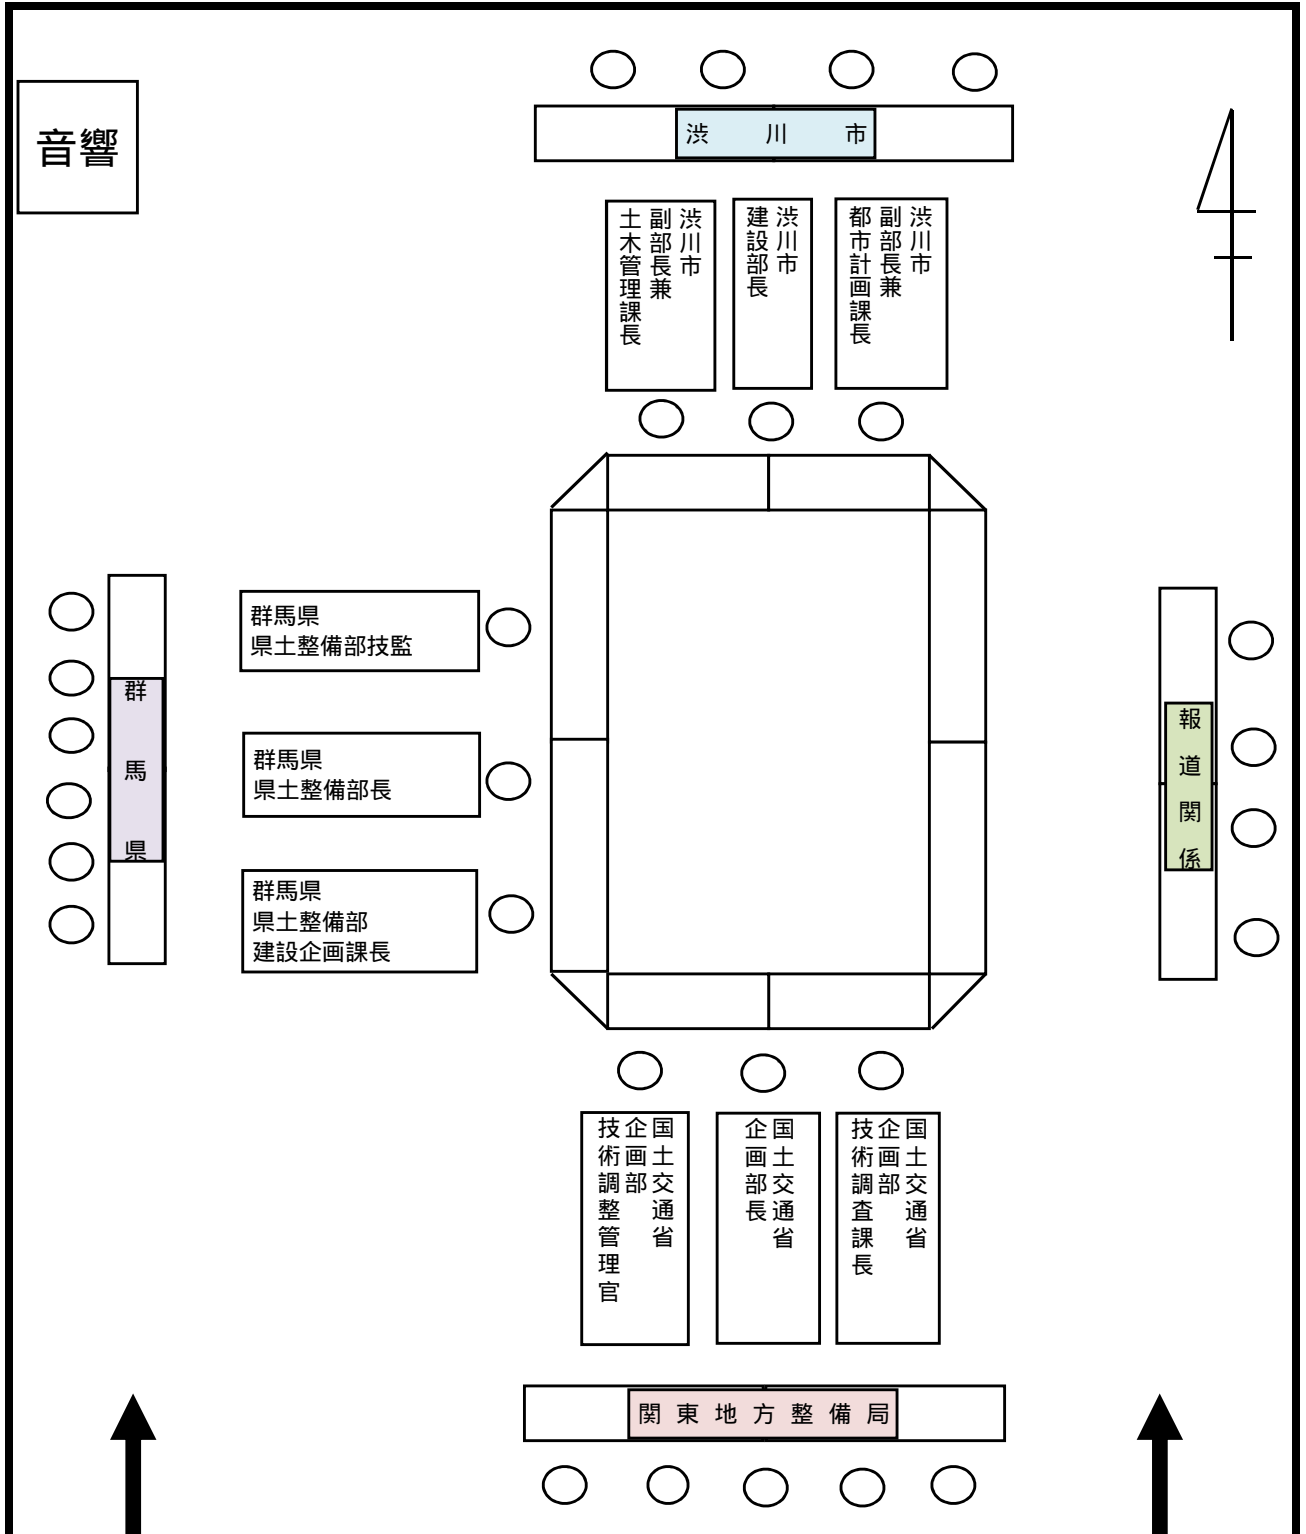 音響
渋川市
渋川市
副部長兼
土木管理課長
渋川市
建設部長
渋川市
副部長兼
都市計画課長
群馬県
群馬県
県土整備部技監
群馬県
県土整備部長
群馬県
県土整備部
建設企画課長
報道関係
国土交通省
企画部
技術調整管理官
国土交通省
企画部長
国土交通省
企画部
技術調査課長
関東地方整備局